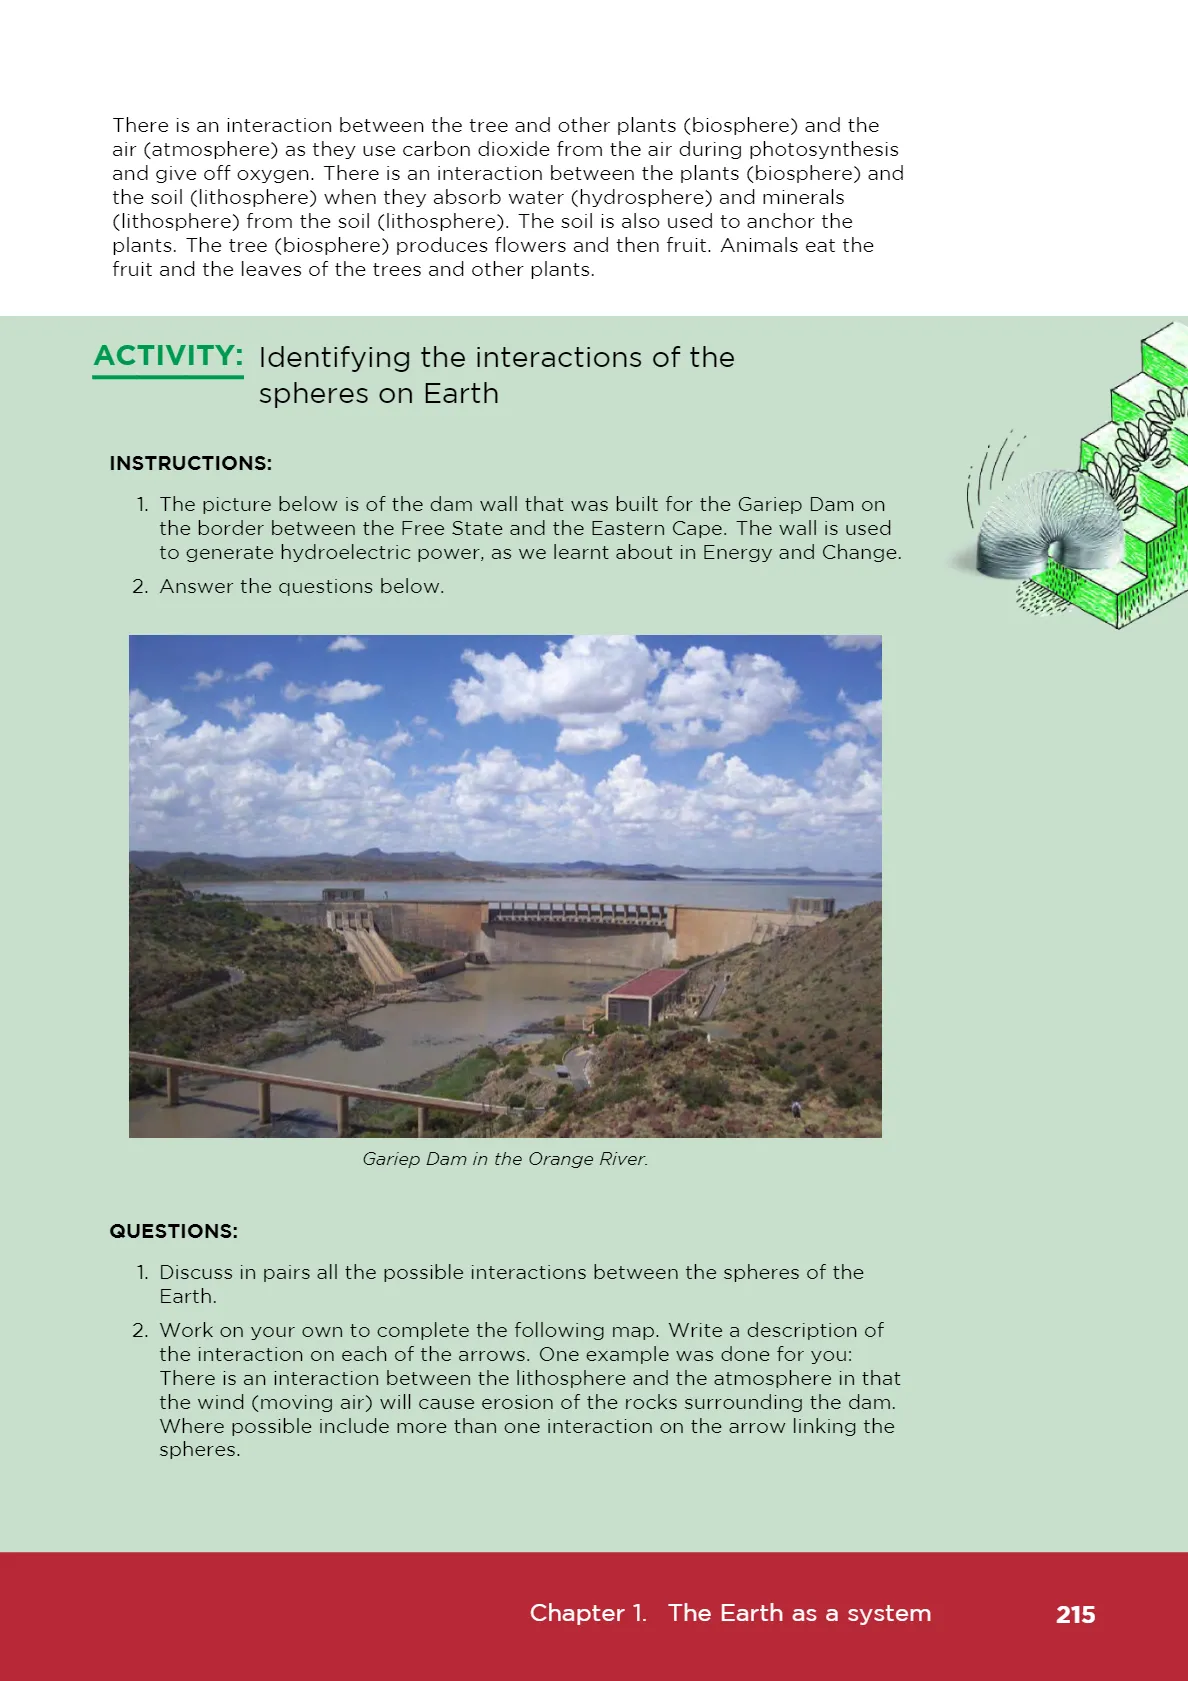 There is an interaction between the tree and other plants (biosphere) and the
air (atmosphere) as they use carbon dioxide from the air during photosynthesis
and give off oxygen. There is an interaction between the plants (biosphere) and
the soil (lithosphere) when they absorb water (hydrosphere) and minerals
(lithosphere) from the soil (lithosphere). The soil is also used to anchor the
plants. The tree (biosphere) produces flowers and then fruit. Animals eat the
fruit and the leaves of the trees and other plants.
ACTIVITY: Identifying the interactions of the
spheres on Earth
INSTRUCTIONS:
1. The picture below is of the dam wall that was built for the Gariep Dam on
the border between the Free State and the Eastern Cape. The wall is used
to generate hydroelectric power, as we learnt about in Energy and Change.
2. Answer the questions below.
Gariep Dam in the Orange River.
QUESTIONS:
1. Discuss in pairs all the possible interactions between the spheres of the
Earth.
2. Work on your own to complete the following map. Write a description of
the interaction on each of the arrows. One example was done for you:
There is an interaction between the lithosphere and the atmosphere in that
the wind (moving air) will cause erosion of the rocks surrounding the dam.
Where possible include more than one interaction on the arrow linking the
spheres.
Chapter 1. The Earth as a system 215